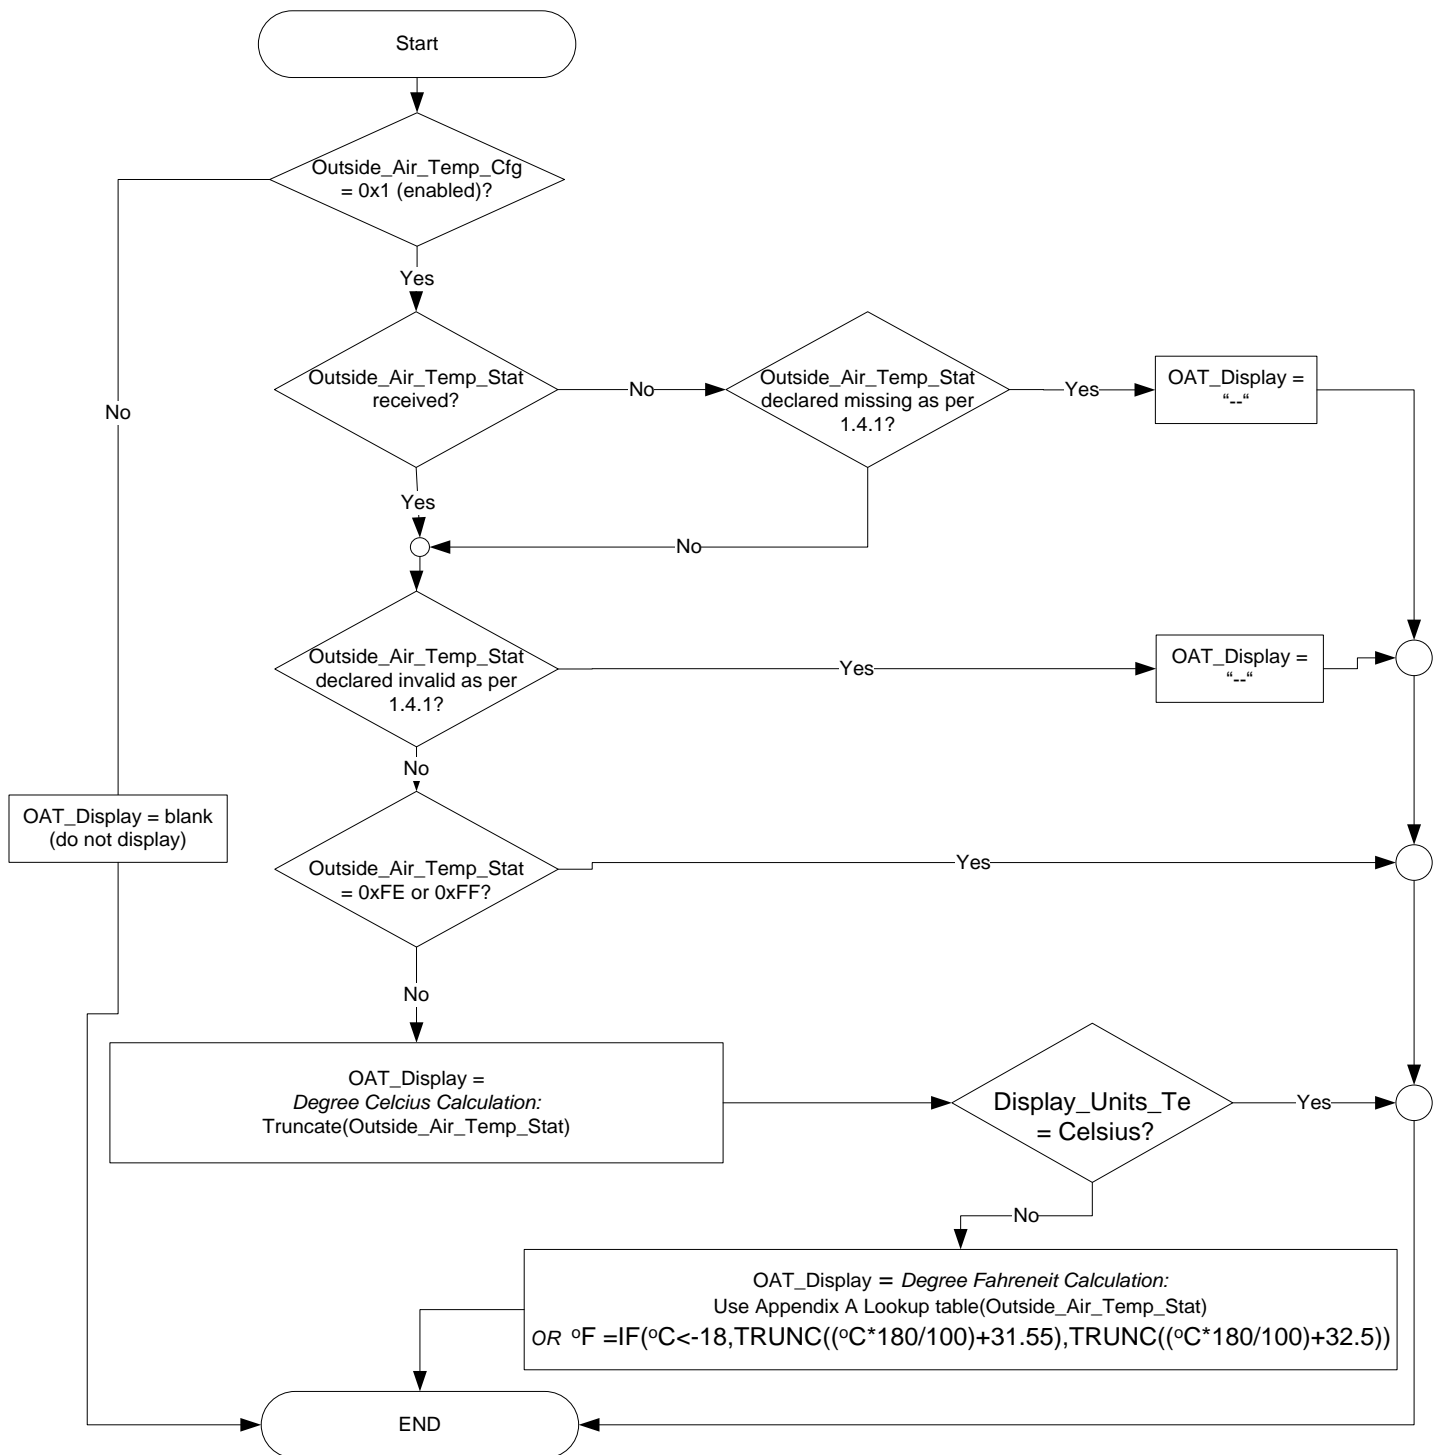 Start
Outside_Air_Temp_Cfg
= 0x1 (enabled)?
Yes
No
Outside_Air_Temp_Stat
received?
No
Outside_Air_Temp_Stat
declared missing as per
1.4.1?
Yes
OAT_Display =
“--“
Yes
No
Outside_Air_Temp_Stat
declared invalid as per
1.4.1?
Yes
OAT_Display =
“--“
No
OAT_Display = blank
(do not display)
Outside_Air_Temp_Stat
= 0xFE or 0xFF?
Yes
No
OAT_Display =
Degree Celcius Calculation:
Truncate(Outside_Air_Temp_Stat)
Display_Units_Te
= Celsius?
Yes
No
OAT_Display = Degree Fahreneit Calculation:
Use Appendix A Lookup table(Outside_Air_Temp_Stat)
OR ºF =IF(ºC<-18,TRUNC((ºC*180/100)+31.55),TRUNC((ºC*180/100)+32.5))
END